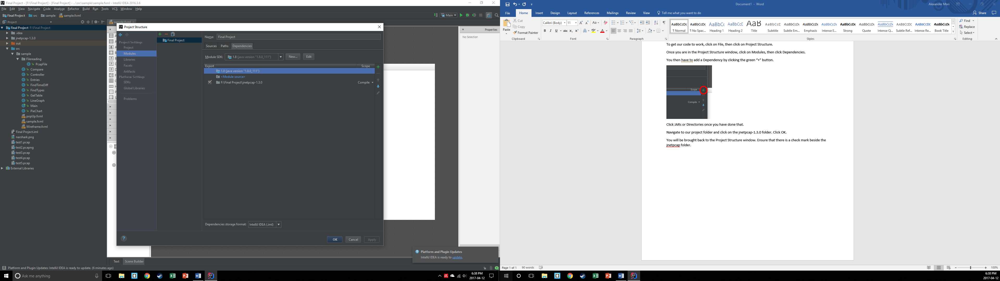 Final Project - [F:\Final Project] - [Final Project] - ...\src\sample\sample.fxml - IntelliJ IDEA 2016.3.6
File Edit View Navigate Code Analyze Refactor Build Run Tools VCS Window Help
Final Project src sample sample.fxml
Main
Project
sample.fxml
Final Project F:\Final Project
.idea
jnetpcap-1.3.0
out
src
sample
Filereading
PcapFile
Compare
Controller
Entries
FindTimeDiff
FindTypes
GetTable
LineGraph
Main
PieChart
popUp.fxml
sample.fxml
Wireframe.fxml
Final Project.iml
narshark.png
test1.pcap
test2.pcapng
test3.pcap
test4.pcap
test5.pcap
External Libraries
Project Structure
Project Settings
Project
Modules
Libraries
Facets
Artifacts
Platform Settings
SDKs
Global Libraries
Problems
Final Project
Name: Final Project
Sources Paths Dependencies
Module SDK: 1.8 (java version "1.8.0_111") New... Edit
Export Scope
1.8 (java version "1.8.0_111")
<Module source>
F:\Final Project\jnetpcap-1.3.0 Compile
Dependencies storage format: IntelliJ IDEA (.iml)
? OK Cancel Apply
Properties
No Selection
Platform and Plugin Updates
IntelliJ IDEA is ready to update.
Text Scene Builder
Platform and Plugin Updates: IntelliJ IDEA is ready to update. (6 minutes ago)
Ask me anything
6:38 PM
2017-04-12
Document1 - Word
Alexander Mori
File Home Insert Design Layout References Mailings Review View Tell me what you want to do Share
Paste
Cut
Copy
Format Painter
Clipboard
Calibri (Body) 11
B I U abc
Font
Paragraph
AaBbCcDc AaBbCcDc AaBbCc AaBbCcD AaB AaBbCcD AaBbCcDc AaBbCcDc AaBbCcDc AaBbCcDc AaBbCcDc AaBbCcDc AaBbCcDc AaBbCcDc AaBbCcDc
¶ Normal ¶ No Spac... Heading 1 Heading 2 Title Subtitle Subtle Em... Emphasis Intense E... Strong Quote Intense Q... Subtle Ref... Intense Re... Book Title
Styles
Find
Replace
Select
Editing
To get our code to work, click on File, then click on Project Structure.
Once you are in the Project Structure window, click on Modules, then click Dependencies.
You then have to add a Dependency by clicking the green “+” button.
Scope
Compile
Click JARs or Directories once you have done that.
Navigate to our project folder and click on the jnetpcap-1.3.0 folder. Click OK.
You will be brought back to the Project Structure window. Ensure that there is a check mark beside the
jnetpcap folder.
Page 1 of 1 90 words
100%
6:38 PM
2017-04-12